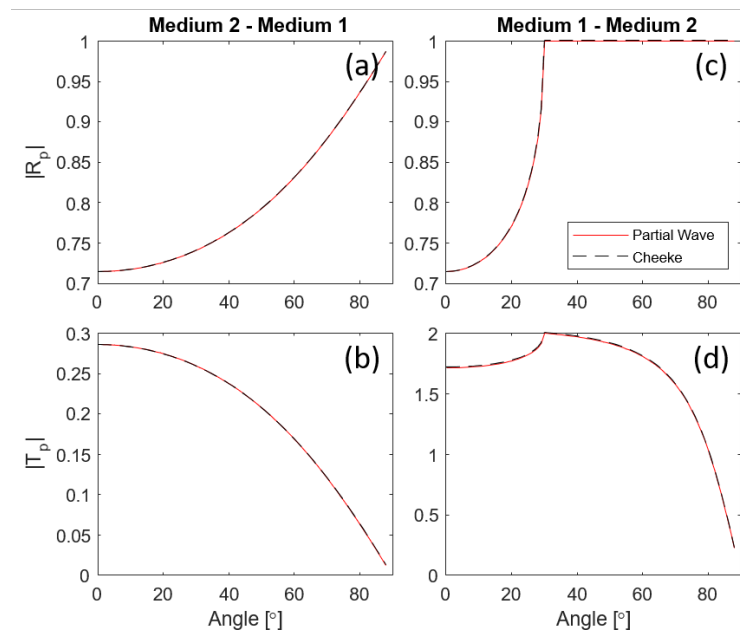 Medium 2 - Medium 1
Medium 1 - Medium 2
(a)
|R_p|
1
0.95
0.9
0.85
0.8
0.75
0.7
0 20 40 60 80
(c)
1
0.95
0.9
0.85
0.8
0.75
0.7
0 20 40 60 80
Partial Wave
Cheeke
(b)
|T_p|
0.3
0.25
0.2
0.15
0.1
0.05
0
0 20 40 60 80
Angle [°]
(d)
2
1.5
1
0.5
0
0 20 40 60 80
Angle [°]